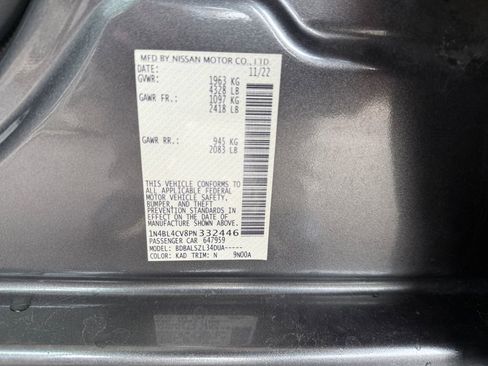 MFD BY NISSAN MOTOR CO.,LTD.
DATE: 11/22
GVWR: 1963 KG
4328 LB
GAWR FR.: 1097 KG
2418 LB
GAWR RR.: 945 KG
2083 LB
THIS VEHICLE CONFORMS TO
ALL APPLICABLE FEDERAL
MOTOR VEHICLE SAFETY,
BUMPER, AND THEFT
PREVENTION STANDARDS
IN EFFECT ON THE DATE OF
MANUFACTURE SHOWN ABOVE
1N4BL4CV8PN332446
PASSENGER CAR 647959
MODEL: BDBALSZL34DUA-----
COLOR: KAD TRIM: N 9N00A